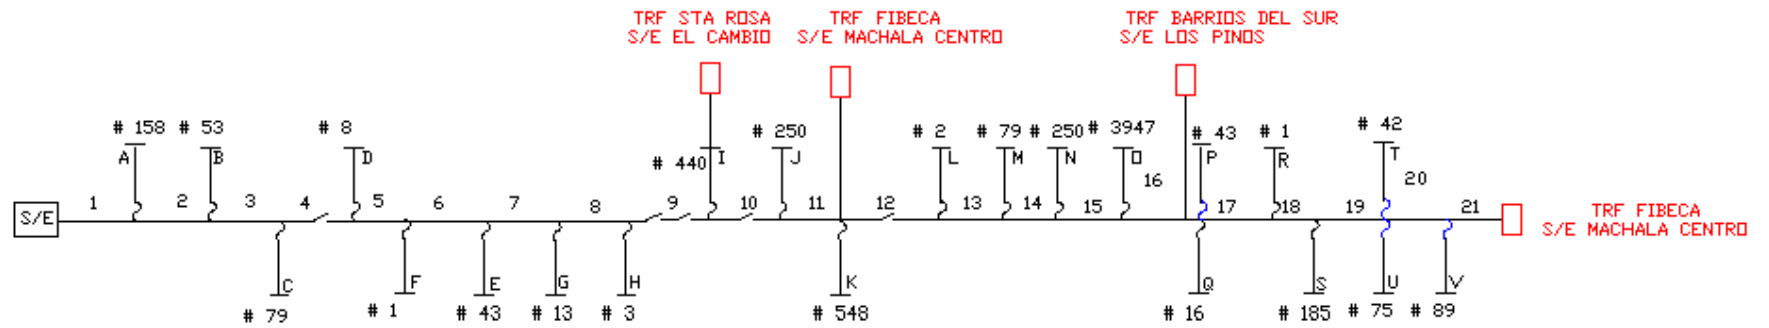 TRF STA ROSA
S/E EL CAMBIO
TRF FIBECA
S/E MACHALA CENTRO
TRF BARRIOS DEL SUR
S/E LOS PINOS
# 158
# 53
# 8
# 440
# 250
# 2
# 79
# 250
# 3947
# 43
# 1
# 42
A
B
D
I
J
L
M
N
O
P
R
T
S/E
1
2
3
4
5
6
7
8
9
10
11
12
13
14
15
16
17
18
19
20
21
TRF FIBECA
S/E MACHALA CENTRO
C
F
E
G
H
K
Q
S
U
V
# 79
# 1
# 43
# 13
# 3
# 548
# 16
# 185
# 75
# 89